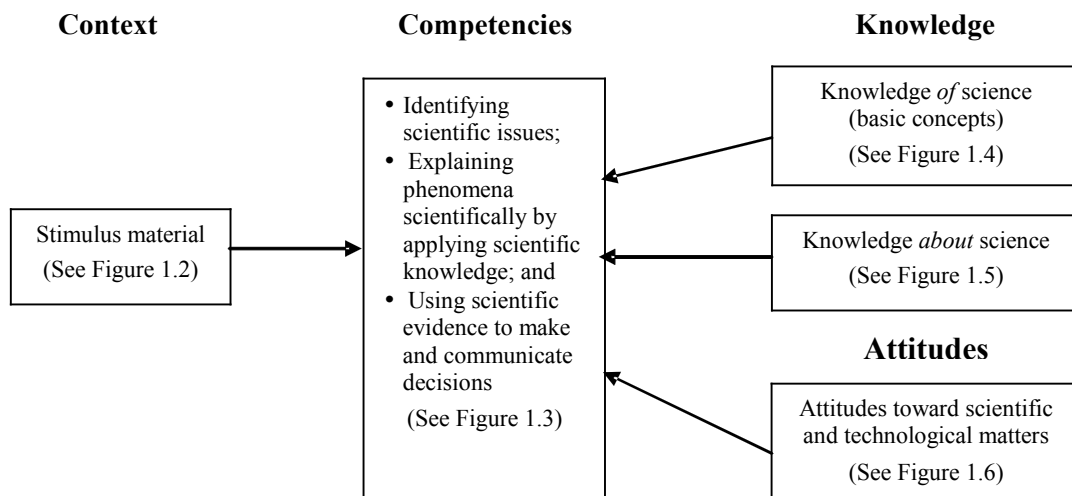 Context
Competencies
Knowledge
Stimulus material
(See Figure 1.2)
• Identifying
scientific issues;
• Explaining
phenomena
scientifically by
applying scientific
knowledge; and
• Using scientific
evidence to make
and communicate
decisions
(See Figure 1.3)
Knowledge of science
(basic concepts)
(See Figure 1.4)
Knowledge about science
(See Figure 1.5)
Attitudes
Attitudes toward scientific
and technological matters
(See Figure 1.6)